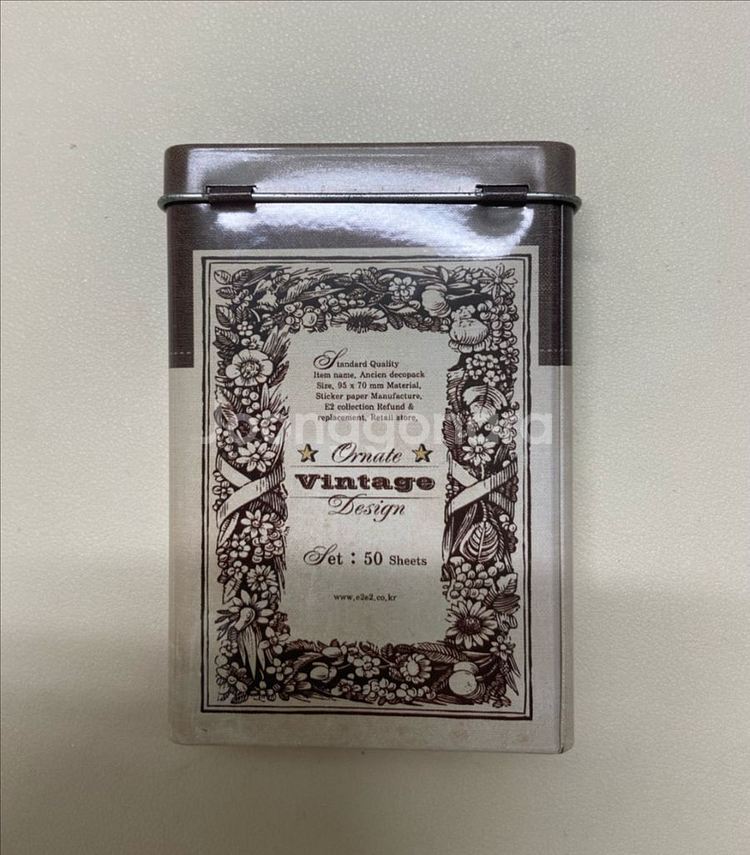 Standard Quality
Item name, Ancien decopack
Size, 95 x 70 mm Material,
Sticker paper Manufacture,
E2 collection Refund &
replacement, Retail store,
Joonggonara
Ornate
Vintage
Design
Set : 50 Sheets
www.e2e2.co.kr